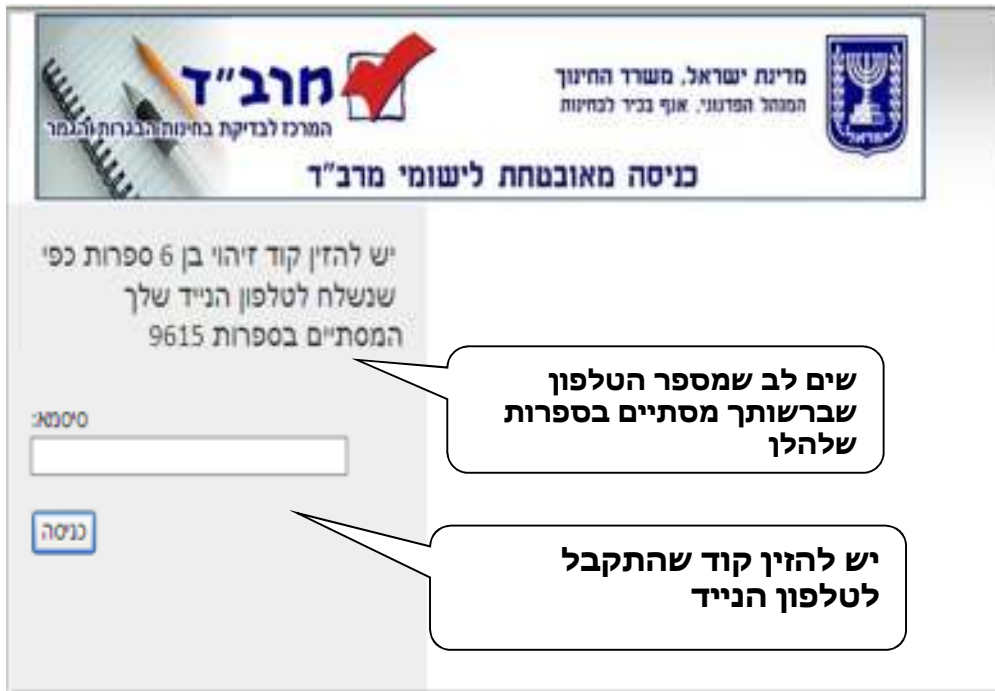 מדינת ישראל, משרד החינוך
המנהל הפדגוגי, אגף בכיר לבחינות
מרב״ד
המרכז לבדיקת בחינות הבגרות והגמר
כניסה מאובטחת לישומי מרב״ד
יש להזין קוד זיהוי בן 6 ספרות כפי
שנשלח לטלפון הנייד שלך
המסתיים בספרות 9615
שים לב שמספר הטלפון
שברשותך מסתיים בספרות
שלהלן
סיסמא:
כניסה
יש להזין קוד שהתקבל
לטלפון הנייד
ישראל